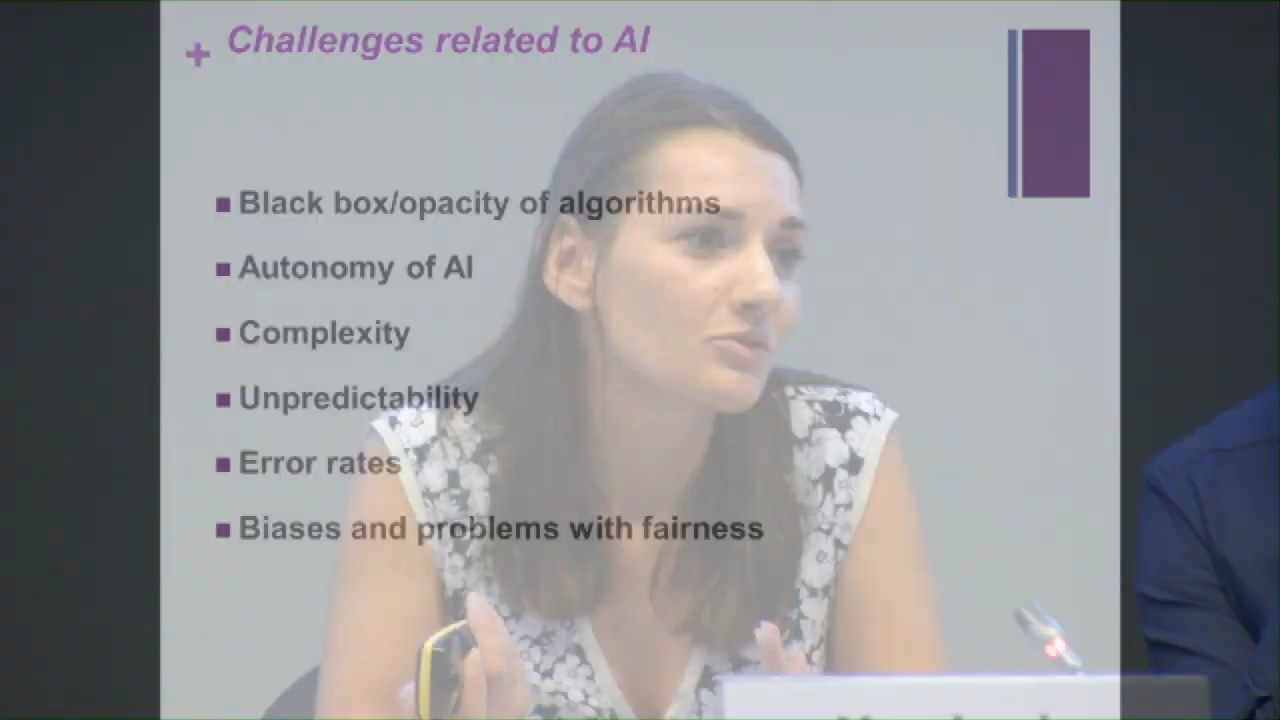 + Challenges related to AI
■ Black box/opacity of algorithms
■ Autonomy of AI
■ Complexity
■ Unpredictability
■ Error rates
■ Biases and problems with fairness